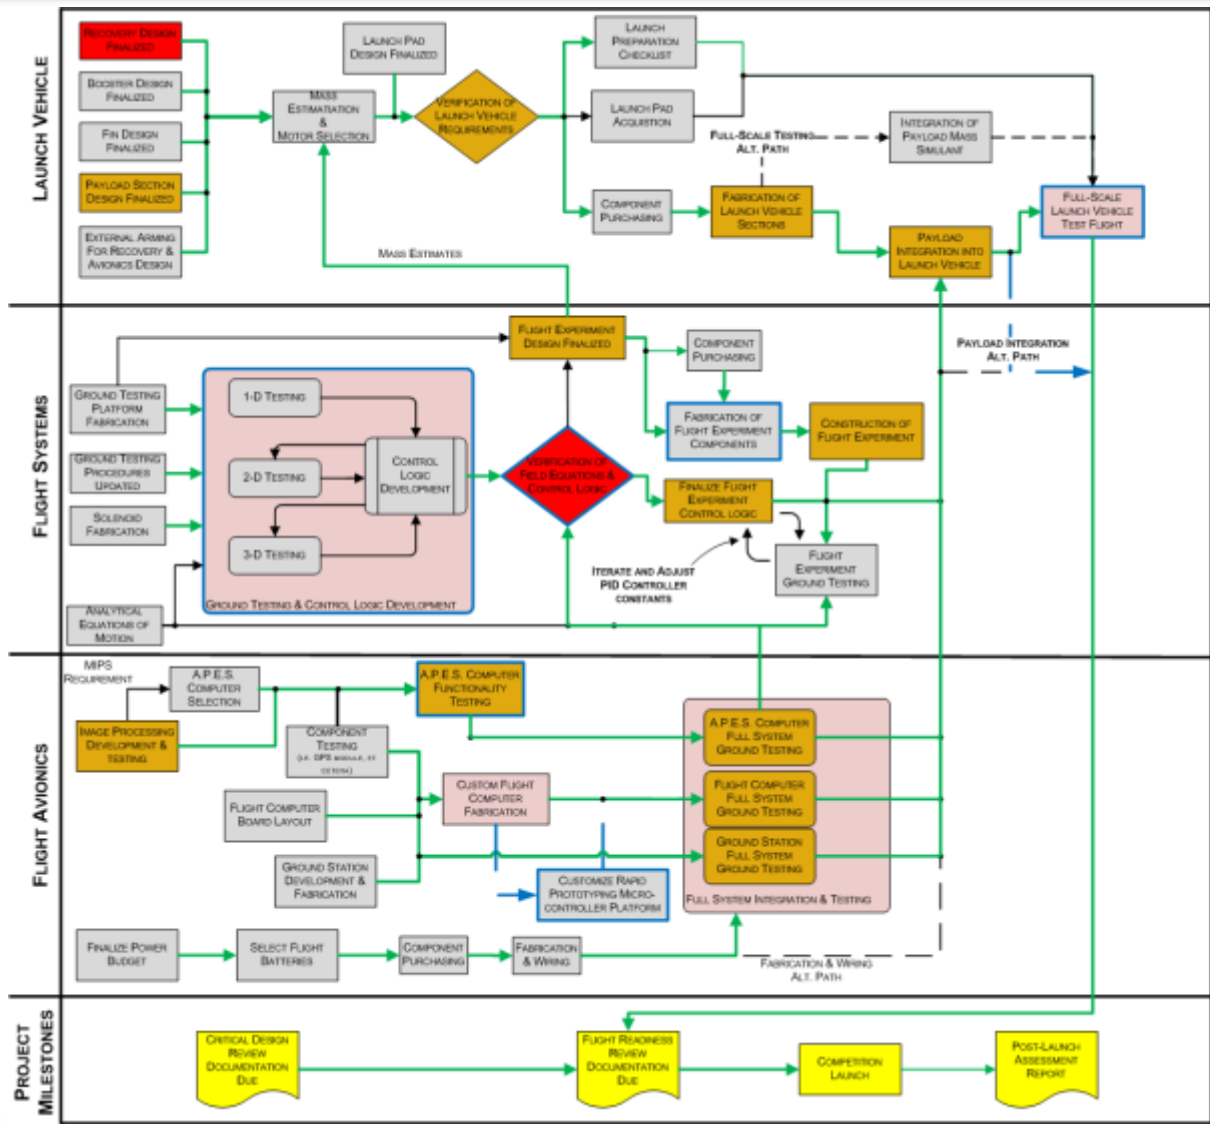 LAUNCH VEHICLE
RECOVERY DESIGN
FINALIZED
BOOSTER DESIGN
FINALIZED
FIN DESIGN
FINALIZED
PAYLOAD SECTION
DESIGN FINALIZED
EXTERNAL ARMING
FOR RECOVERY &
AVIONICS DESIGN
MASS
ESTIMATIATION
&
MOTOR SELECTION
LAUNCH PAD
DESIGN FINALIZED
VERIFICATION OF
LAUNCH VEHICLE
REQUIREMENTS
LAUNCH
PREPARATION
CHECKLIST
LAUNCH PAD
ACQUISTION
COMPONENT
PURCHASING
FULL-SCALE TESTING
ALT. PATH
FABRICATION OF
LAUNCH VEHICLE
SECTIONS
INTEGRATION OF
PAYLOAD MASS
SIMULANT
PAYLOAD
INTEGRATION INTO
LAUNCH VEHICLE
FULL-SCALE
LAUNCH VEHICLE
TEST FLIGHT
MASS ESTIMATES
FLIGHT SYSTEMS
GROUND TESTING
PLATFORM
FABRICATION
GROUND TESTING
PROCEDURES
UPDATED
SOLENOID
FABRICATION
ANALYTICAL
EQUATIONS OF
MOTION
1-D TESTING
2-D TESTING
3-D TESTING
CONTROL
LOGIC
DEVELOPMENT
GROUND TESTING & CONTROL LOGIC DEVELOPMENT
FLIGHT EXPERIMENT
DESIGN FINALIZED
VERIFICATION OF
FIELD EQUATIONS &
CONTROL LOGIC
COMPONENT
PURCHASING
FABRICATION OF
FLIGHT EXPERIMENT
COMPONENTS
CONSTRUCTION OF
FLIGHT EXPERIMENT
FINALIZE FLIGHT
EXPERIMENT
CONTROL LOGIC
FLIGHT
EXPERIMENT
GROUND TESTING
ITERATE AND ADJUST
PID CONTROLLER
CONSTANTS
PAYLOAD INTEGRATION
ALT. PATH
FLIGHT AVIONICS
MIPS
REQUIREMENT
A.P.E.S.
COMPUTER
SELECTION
IMAGE PROCESSING
DEVELOPMENT &
TESTING
COMPONENT
TESTING
(I.E. GPS MODULE, ET
CETERA)
A.P.E.S. COMPUTER
FUNCTIONALITY
TESTING
FLIGHT COMPUTER
BOARD LAYOUT
GROUND STATION
DEVELOPMENT &
FABRICATION
CUSTOM FLIGHT
COMPUTER
FABRICATION
CUSTOMIZE RAPID
PROTOTYPING MICRO-
CONTROLLER PLATFORM
A.P.E.S. COMPUTER
FULL SYSTEM
GROUND TESTING
FLIGHT COMPUTER
FULL SYSTEM
GROUND TESTING
GROUND STATION
FULL SYSTEM
GROUND TESTING
FULL SYSTEM INTEGRATION & TESTING
FINALIZE POWER
BUDGET
SELECT FLIGHT
BATTERIES
COMPONENT
PURCHASING
FABRICATION
& WIRING
FABRICATION & WIRING
ALT. PATH
PROJECT
MILESTONES
CRITICAL DESIGN
REVIEW
DOCUMENTATION
DUE
FLIGHT READINESS
REVIEW
DOCUMENTATION
DUE
COMPETITION
LAUNCH
POST-LAUNCH
ASSESSMENT
REPORT